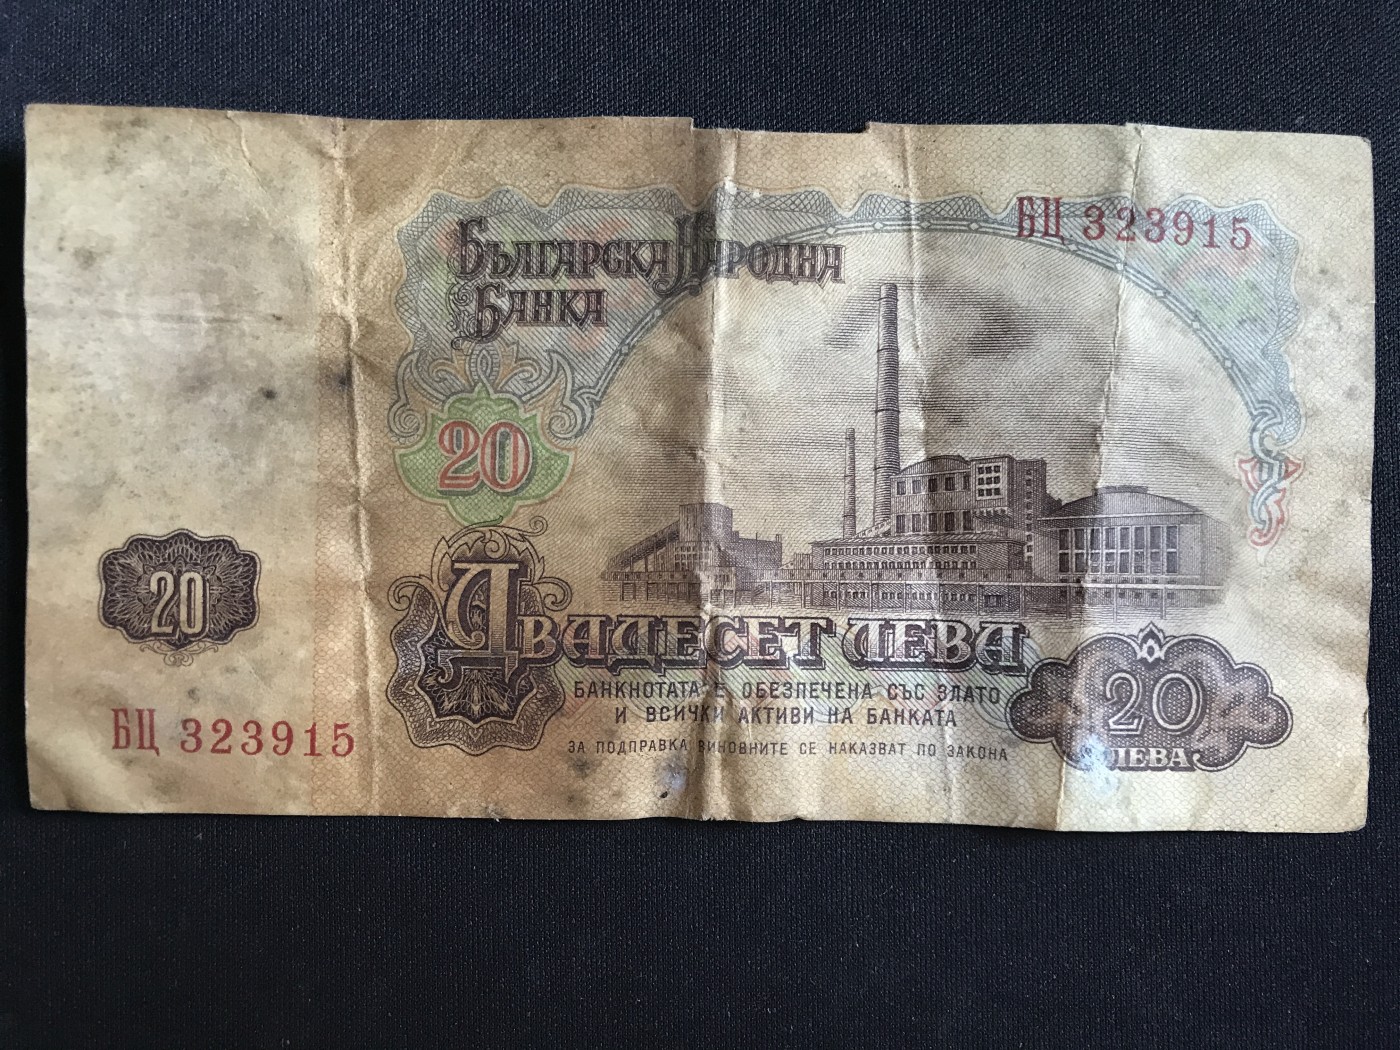 Българска Народна
Банка
БЦ 323915
20
20
Двадесет лева
БАНКНОТАТА Е ОБЕЗПЕЧЕНА СЪС ЗЛАТО
И ВСИЧКИ АКТИВИ НА БАНКАТА
ЗА ПОДПРАВКА ВИНОВНИТЕ СЕ НАКАЗВАТ ПО ЗАКОНА
20
ЛЕВА
БЦ 323915